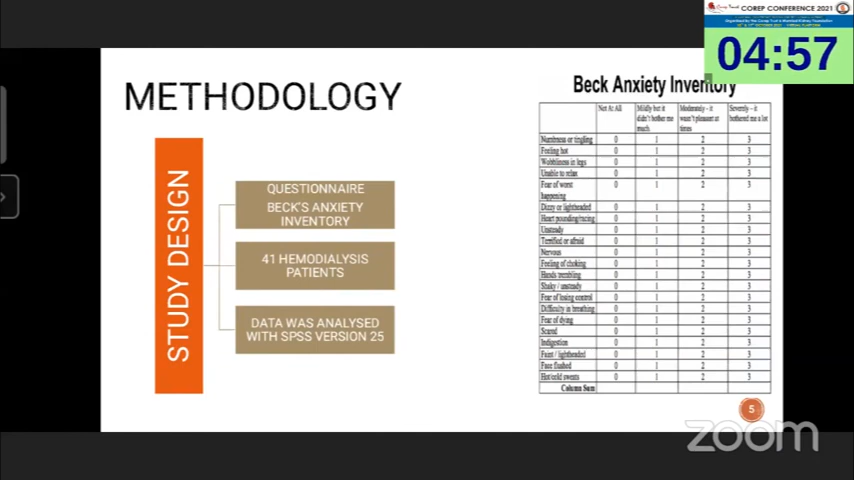 COREP CONFERENCE 2021
04:57
METHODOLOGY
STUDY DESIGN
QUESTIONNAIRE
BECK'S ANXIETY
INVENTORY
41 HEMODIALYSIS
PATIENTS
DATA WAS ANALYSED
WITH SPSS VERSION 25
Beck Anxiety Inventory
Not At All Mildly but it Moderately - it Severely - it
didn't bother me wasn't pleasant at bothered me a lot
much. times
Numbness or tingling 0 1 2 3
Feeling hot 0 1 2 3
Wobbliness in legs 0 1 2 3
Unable to relax 0 1 2 3
Fear of worst 0 1 2 3
happening
Dizzy or lightheaded 0 1 2 3
Heart pounding/racing 0 1 2 3
Unsteady 0 1 2 3
Terrified or afraid 0 1 2 3
Nervous 0 1 2 3
Feeling of choking 0 1 2 3
Hands trembling 0 1 2 3
Shaky / unsteady 0 1 2 3
Fear of losing control 0 1 2 3
Difficulty in breathing 0 1 2 3
Fear of dying 0 1 2 3
Scared 0 1 2 3
Indigestion 0 1 2 3
Faint / lightheaded 0 1 2 3
Face flushed 0 1 2 3
Hot/cold sweats 0 1 2 3
Column Sum
5
zoom